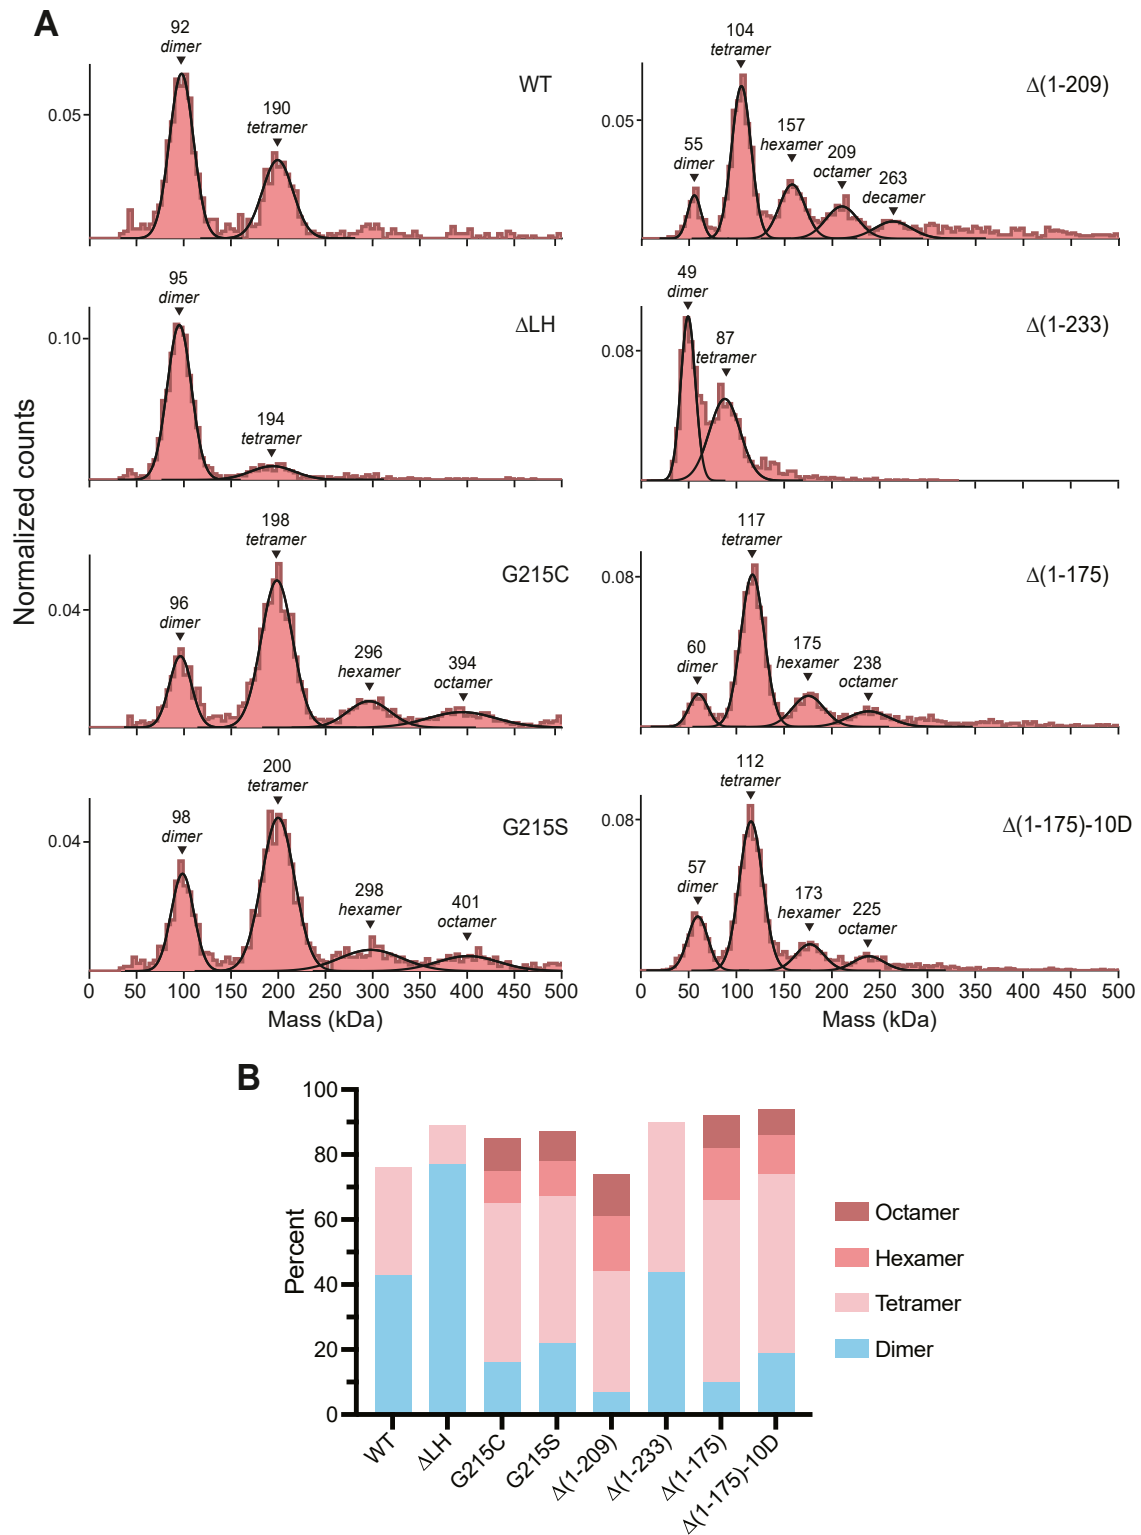 A
Normalized counts
92
dimer
190
tetramer
WT
0.05
95
dimer
194
tetramer
ΔLH
0.10
96
dimer
198
tetramer
296
hexamer
394
octamer
G215C
0.04
98
dimer
200
tetramer
298
hexamer
401
octamer
G215S
0.04
0 50 100 150 200 250 300 350 400 450 500
Mass (kDa)
55
dimer
104
tetramer
157
hexamer
209
octamer
263
decamer
Δ(1-209)
0.05
49
dimer
87
tetramer
Δ(1-233)
0.08
60
dimer
117
tetramer
175
hexamer
238
octamer
Δ(1-175)
0.08
57
dimer
112
tetramer
173
hexamer
225
octamer
Δ(1-175)-10D
0.08
0 50 100 150 200 250 300 350 400 450 500
Mass (kDa)
B
Percent
100
80
60
40
20
0
WT
ΔLH
G215C
G215S
Δ(1-209)
Δ(1-233)
Δ(1-175)
Δ(1-175)-10D
Octamer
Hexamer
Tetramer
Dimer